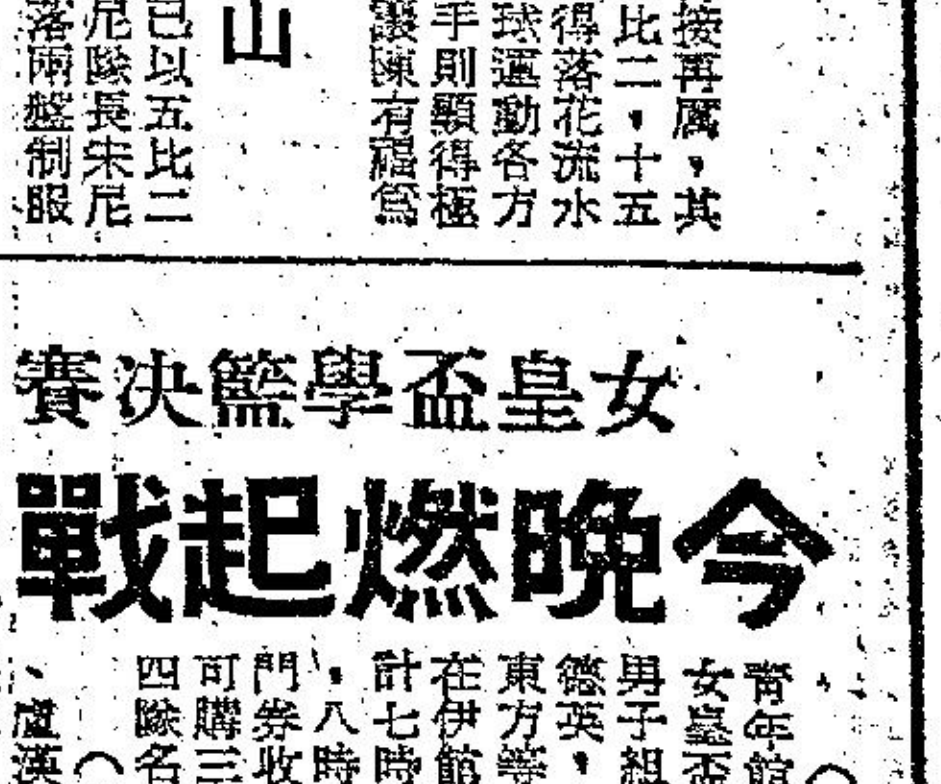 接再厲，其
比二，十五
得落花流水
球運動各方
手則顯得極
護陳有福為
山
已以五比二
尼隊長朱尼
落兩盤制服
女皇盃學籃決賽
今晚燃起戰
青年館
女皇盃
男子組
德英，
東方等
在伊館
計七時
，八時
門券收
可購三
四隊名
、盧漢